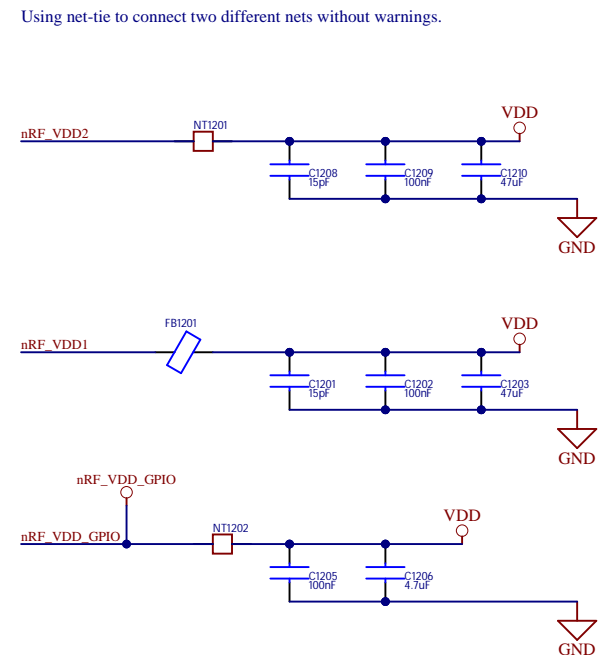 Using net-tie to connect two different nets without warnings.
VDD
NT1201
nRF_VDD2
C1208
15pF
C1209
100nF
C1210
47uF
GND
VDD
FB1201
nRF_VDD1
C1201
15pF
C1202
100nF
C1203
47uF
GND
nRF_VDD_GPIO
VDD
NT1202
nRF_VDD_GPIO
C1205
100nF
C1206
4.7uF
GND